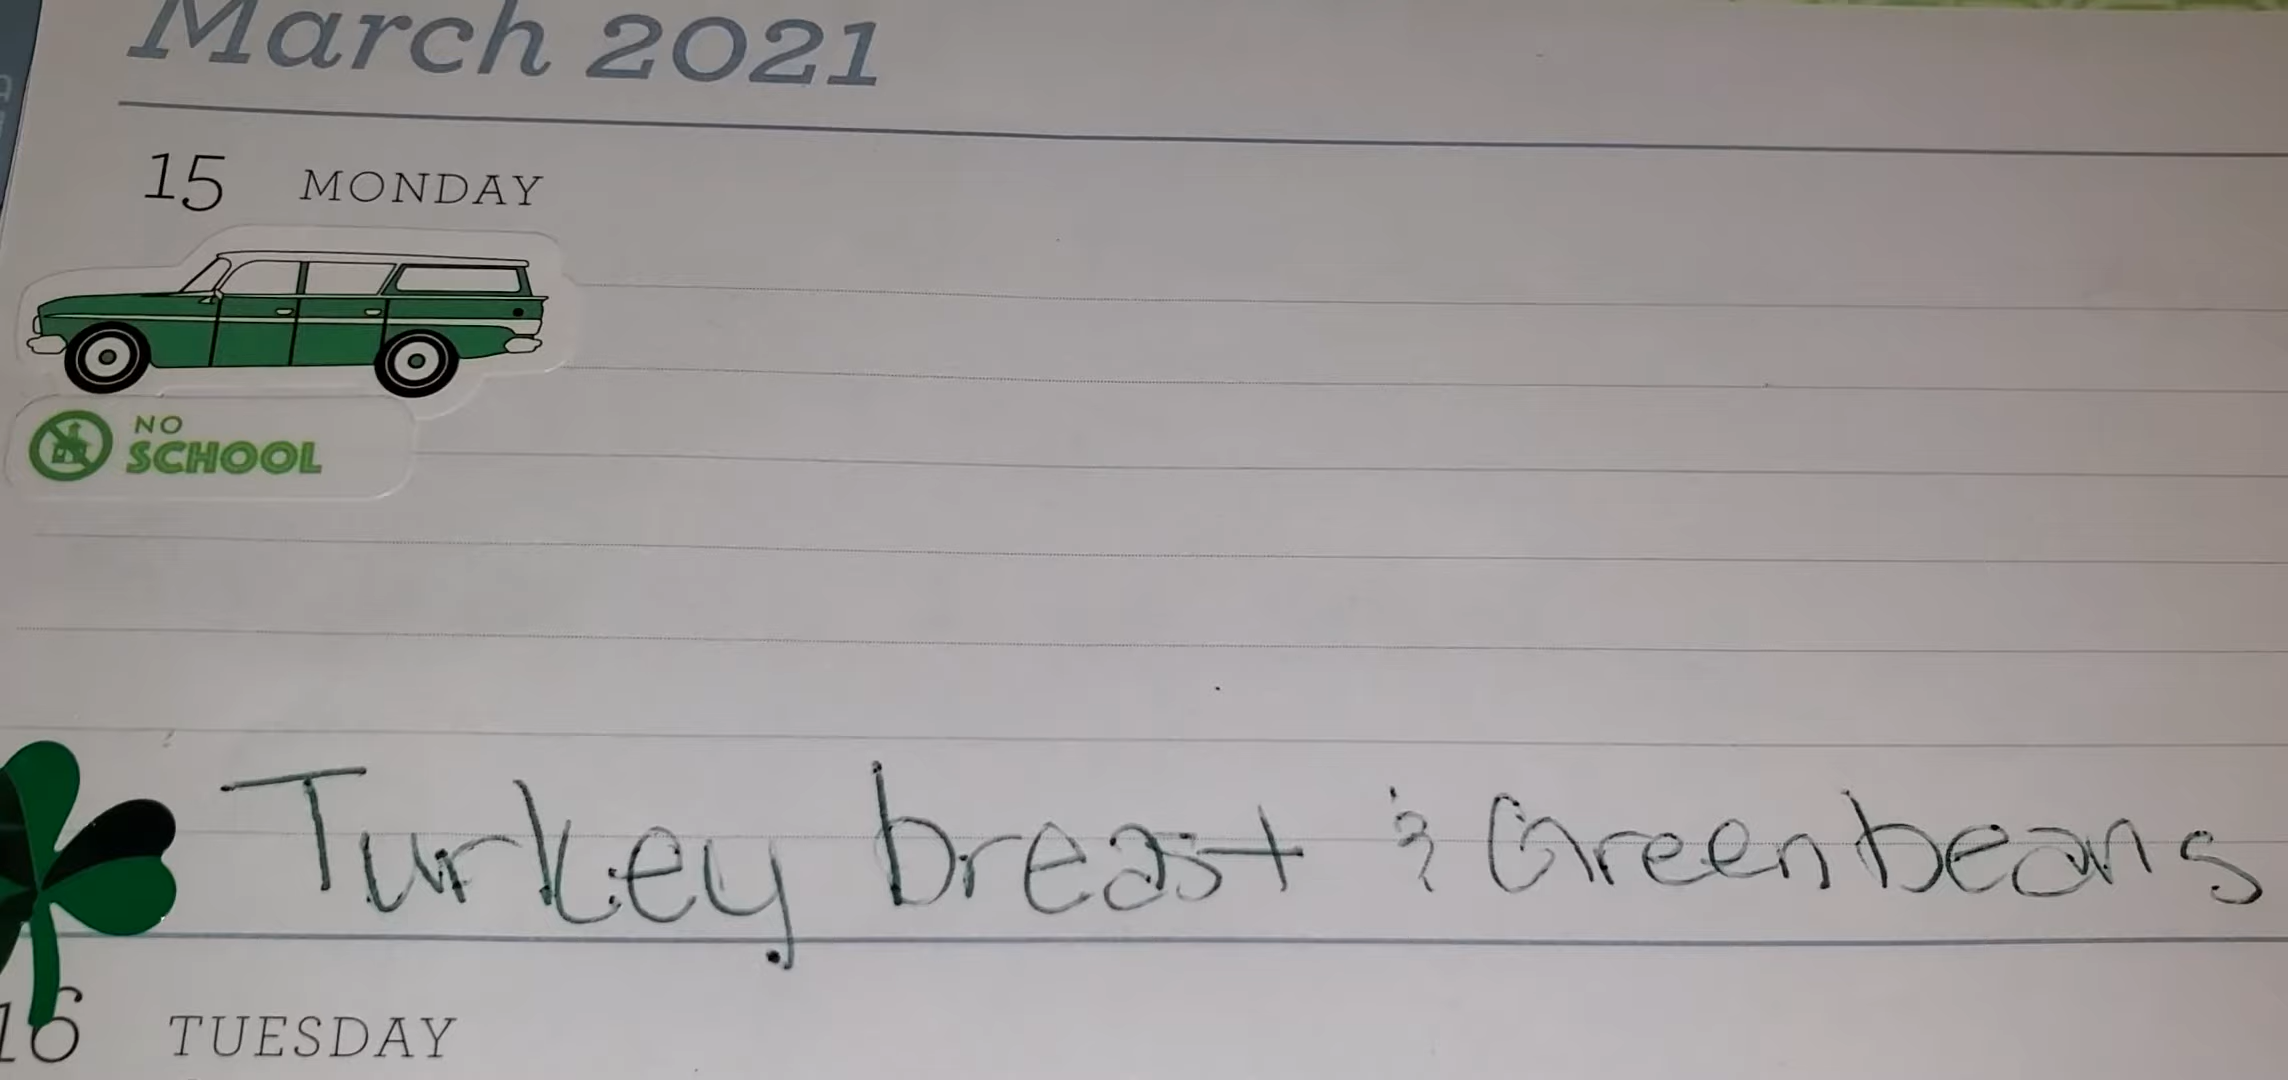 March 2021
15 MONDAY
NO
SCHOOL
Turkey breast & Greenbeans
16 TUESDAY